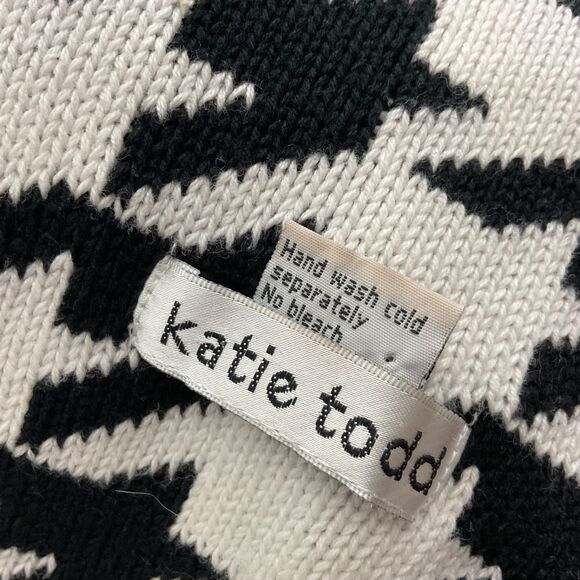 Hand wash cold
separately
No bleach
katie todd